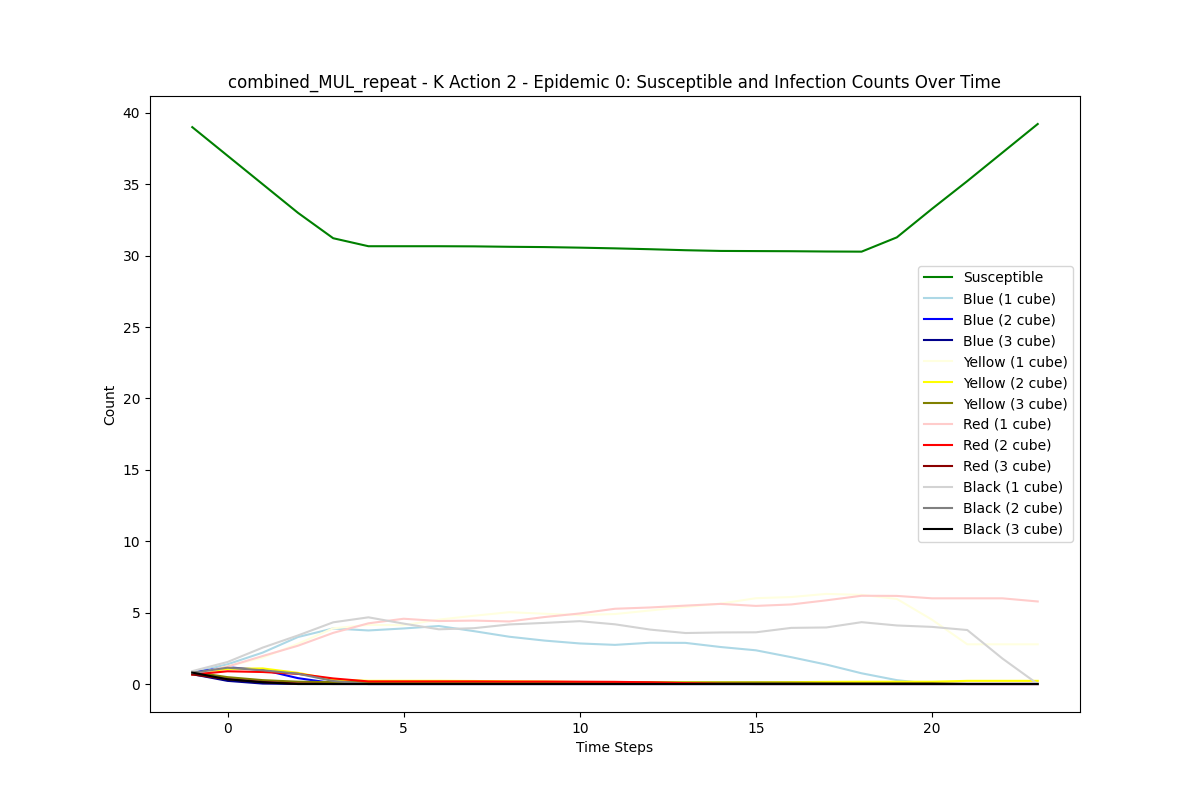 combined_MUL_repeat - K Action 2 - Epidemic 0: Susceptible and Infection Counts Over Time
40
35
30
25
20
15
10
5
0
Count
Susceptible
Blue (1 cube)
Blue (2 cube)
Blue (3 cube)
Yellow (1 cube)
Yellow (2 cube)
Yellow (3 cube)
Red (1 cube)
Red (2 cube)
Red (3 cube)
Black (1 cube)
Black (2 cube)
Black (3 cube)
0 5 10 15 20
Time Steps